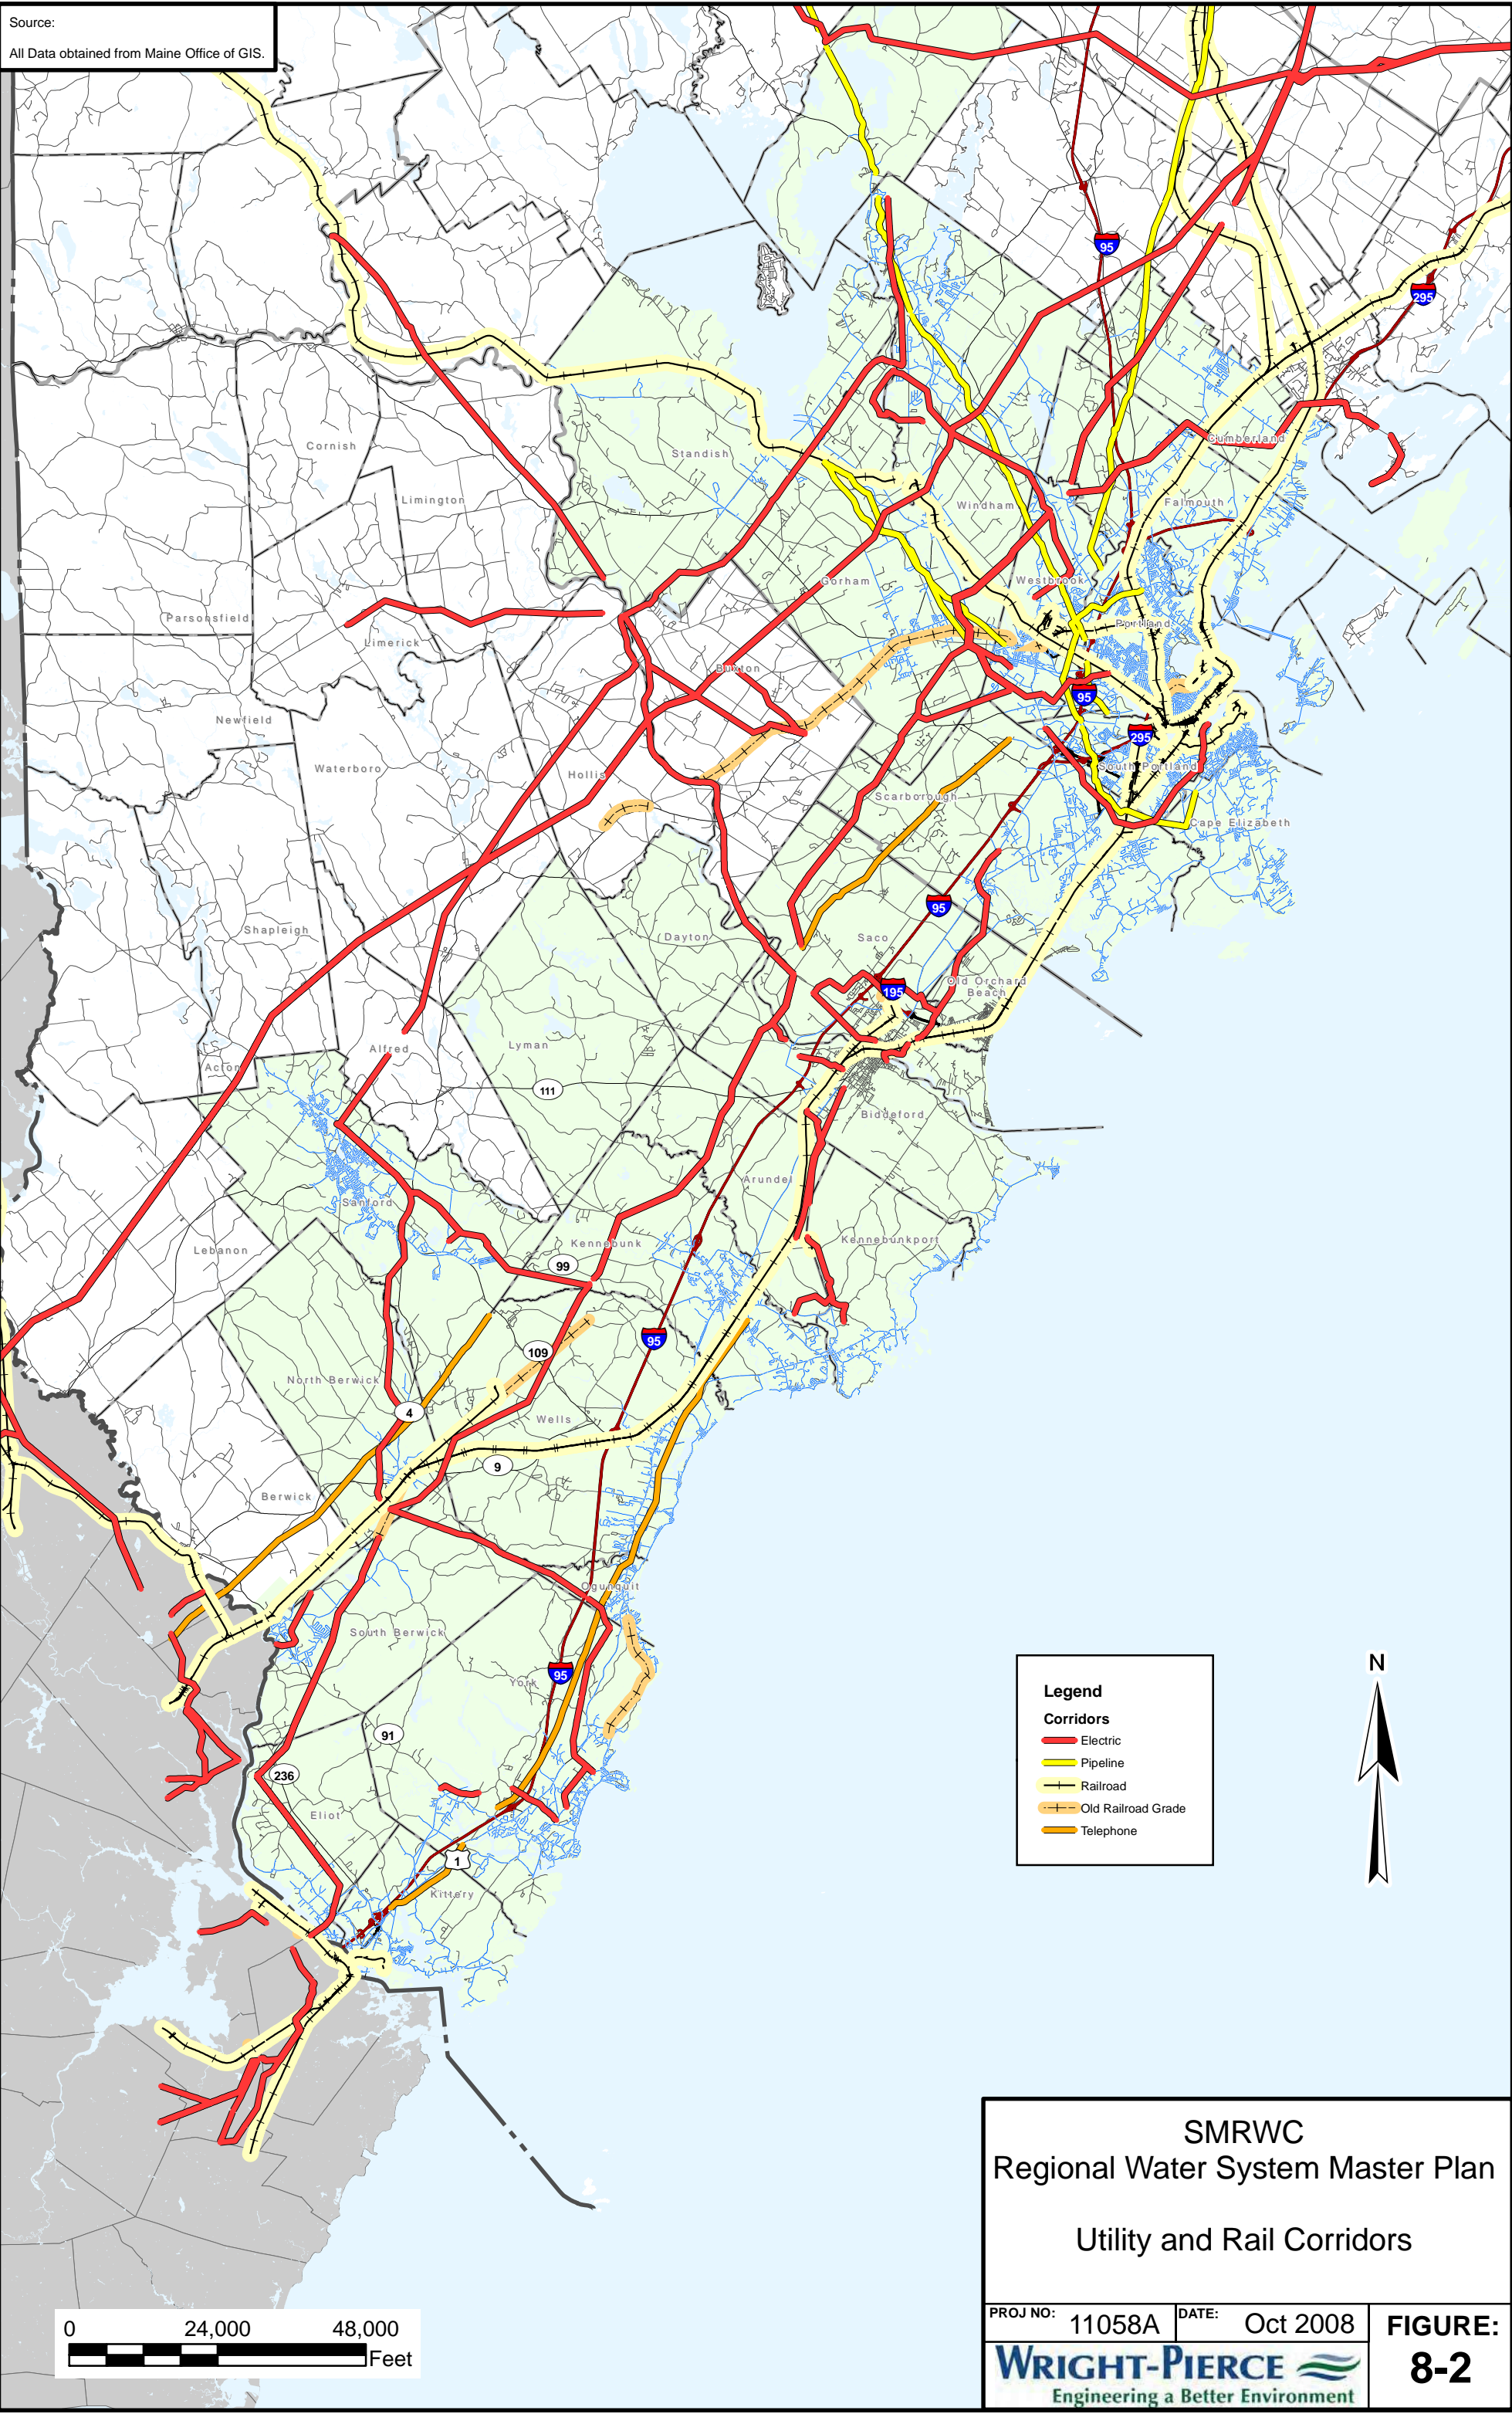 Source:
All Data obtained from Maine Office of GIS.
95
295
Cornish
Standish
Cumberland
Limington
Windham
Falmouth
Gorham
Westbrook
Parsonsfield
Portland
Limerick
Buxton
95
Newfield
295
Waterboro
Hollis
South Portland
Scarborough
Cape Elizabeth
95
Shapleigh
Dayton
Saco
Old Orchard
Beach
195
Alfred
Lyman
Acton
111
Biddeford
Arundel
Sanford
Kennebunk
Kennebunkport
Lebanon
99
95
109
North Berwick
4
Wells
9
Berwick
Ogunquit
South Berwick
95
York
91
236
Eliot
1
Kittery
N
Legend
Corridors
Electric
Pipeline
Railroad
Old Railroad Grade
Telephone
SMRWC
Regional Water System Master Plan
Utility and Rail Corridors
PROJ NO: 11058A
DATE: Oct 2008
FIGURE:
8-2
WRIGHT-PIERCE
Engineering a Better Environment
0 24,000 48,000
Feet